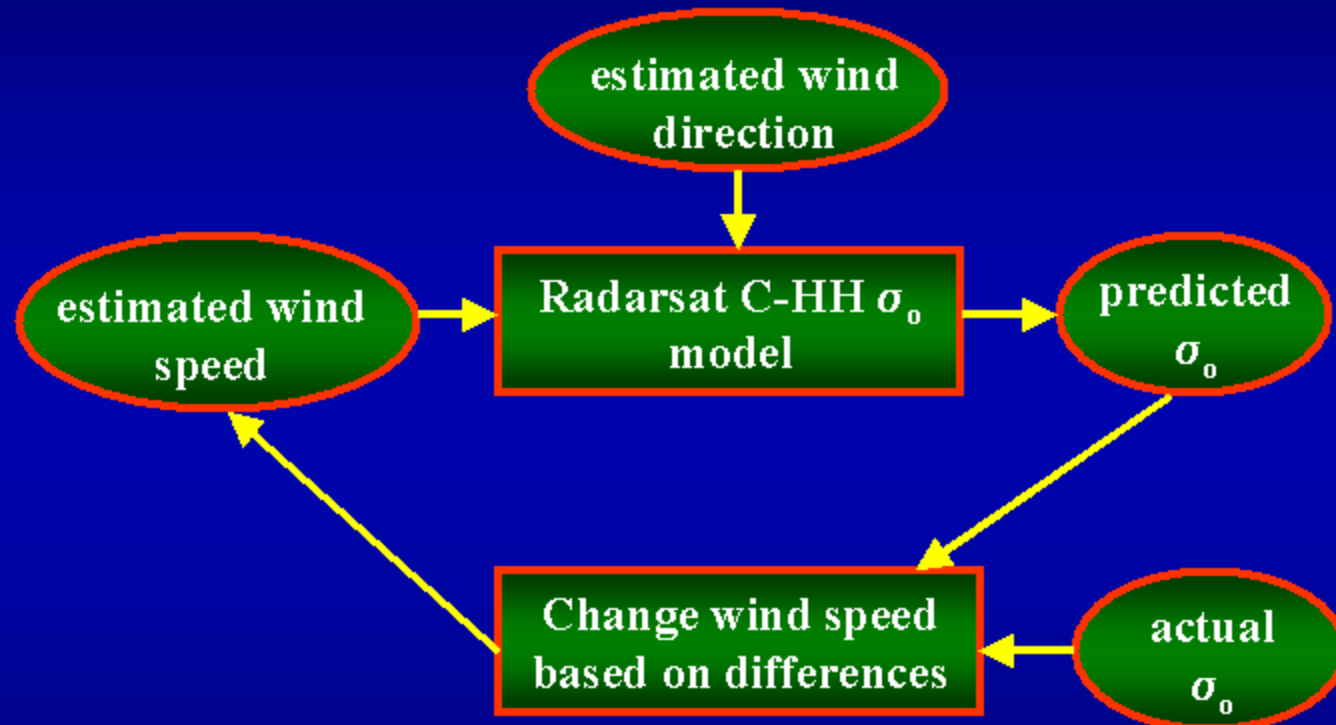 estimated wind
direction
estimated wind
speed
Radarsat C-HH σₒ
model
predicted
σₒ
Change wind speed
based on differences
actual
σₒ